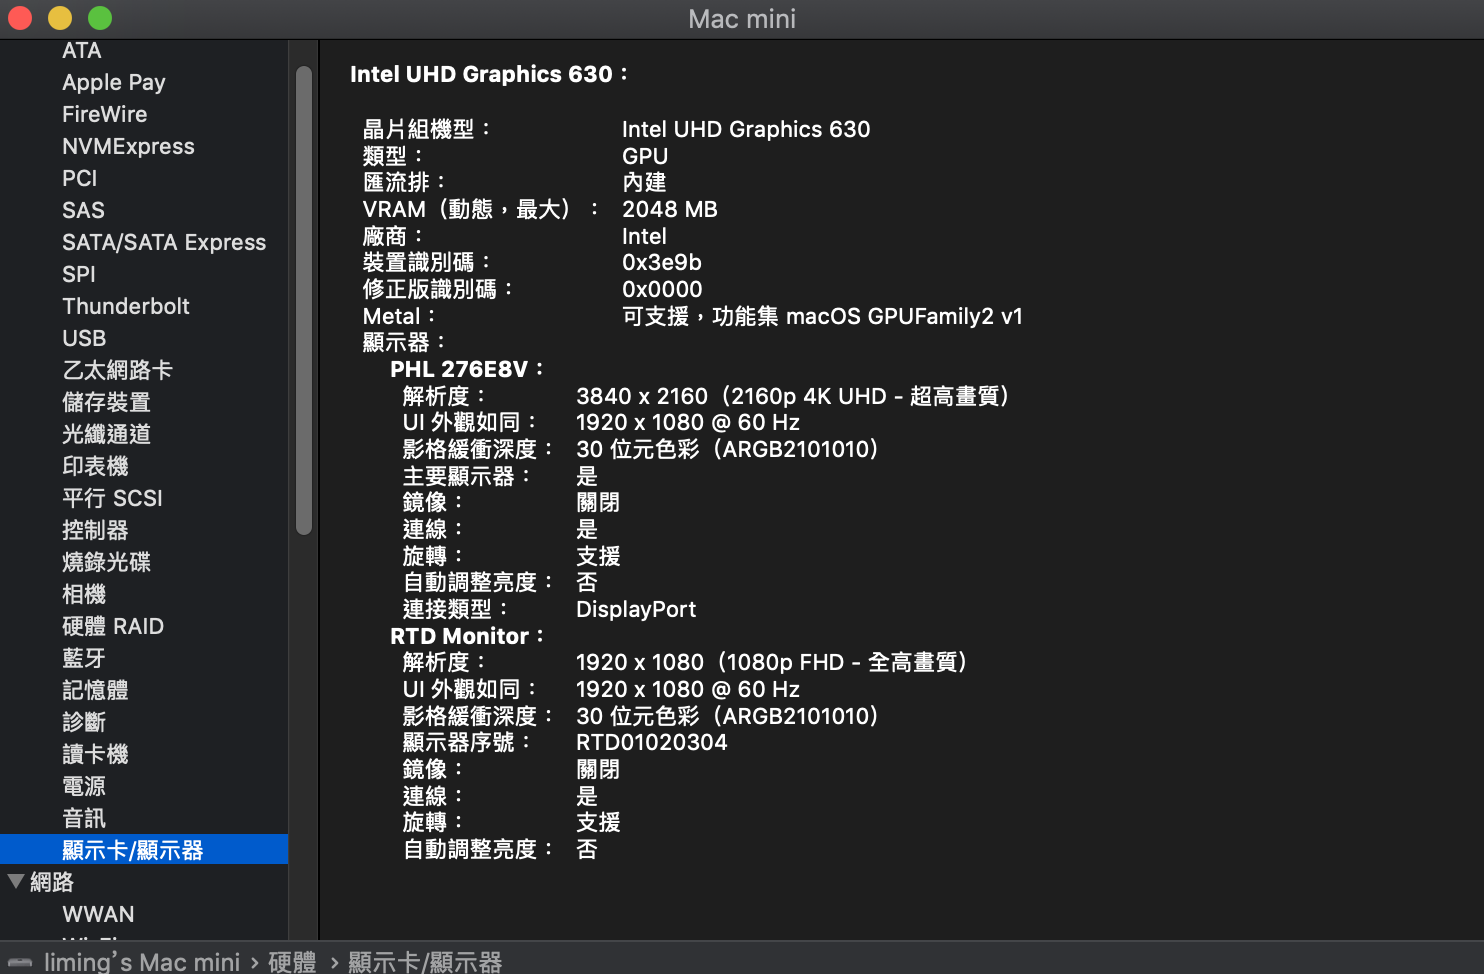 Mac mini
ATA
Apple Pay
FireWire
NVMExpress
PCI
SAS
SATA/SATA Express
SPI
Thunderbolt
USB
乙太網路卡
儲存裝置
光纖通道
印表機
平行 SCSI
控制器
燒錄光碟
相機
硬體 RAID
藍牙
記憶體
診斷
讀卡機
電源
音訊
顯示卡/顯示器
網路
WWAN
Intel UHD Graphics 630：
晶片組機型： Intel UHD Graphics 630
類型： GPU
匯流排： 內建
VRAM（動態，最大）： 2048 MB
廠商： Intel
裝置識別碼： 0x3e9b
修正版識別碼： 0x0000
Metal： 可支援，功能集 macOS GPUFamily2 v1
顯示器：
PHL 276E8V：
解析度： 3840 x 2160（2160p 4K UHD - 超高畫質）
UI 外觀如同： 1920 x 1080 @ 60 Hz
影格緩衝深度： 30 位元色彩（ARGB2101010）
主要顯示器： 是
鏡像： 關閉
連線： 是
旋轉： 支援
自動調整亮度： 否
連接類型： DisplayPort
RTD Monitor：
解析度： 1920 x 1080（1080p FHD - 全高畫質）
UI 外觀如同： 1920 x 1080 @ 60 Hz
影格緩衝深度： 30 位元色彩（ARGB2101010）
顯示器序號： RTD01020304
鏡像： 關閉
連線： 是
旋轉： 支援
自動調整亮度： 否
liming's Mac mini › 硬體 › 顯示卡/顯示器